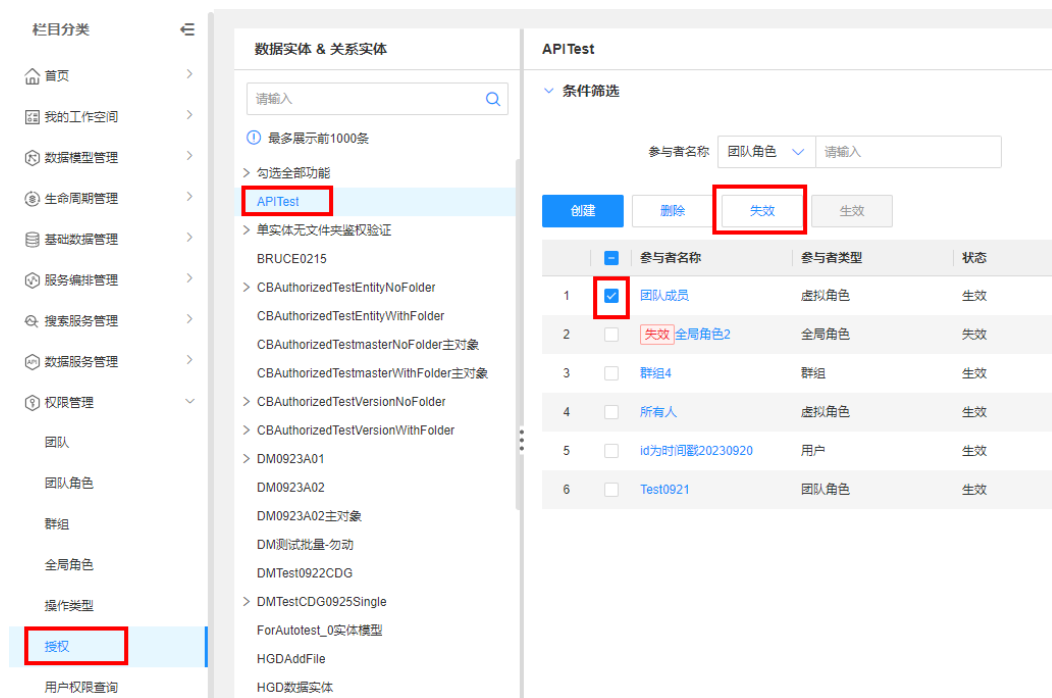 栏目分类
首页
我的工作空间
数据模型管理
生命周期管理
基础数据管理
服务编排管理
搜索服务管理
数据服务管理
权限管理
团队
团队角色
群组
全局角色
操作类型
授权
用户权限查询
数据实体 & 关系实体
请输入
最多展示前1000条
勾选全部功能
APITest
单实体无文件夹鉴权验证
BRUCE0215
CBAuthorizedTestEntityNoFolder
CBAuthorizedTestEntityWithFolder
CBAuthorizedTestmasterNoFolder主对象
CBAuthorizedTestmasterWithFolder主对象
CBAuthorizedTestVersionNoFolder
CBAuthorizedTestVersionWithFolder
DM0923A01
DM0923A02
DM0923A02主对象
DM测试批量-勿动
DMTest0922CDG
DMTestCDG0925Single
ForAutotest_0实体模型
HGDAddFile
HGD数据实体
APITest
条件筛选
参与者名称 团队角色 请输入
创建 删除 失效 生效
参与者名称 参与者类型 状态
1 团队成员 虚拟角色 生效
2 失效 全局角色2 全局角色 失效
3 群组4 群组 生效
4 所有人 虚拟角色 生效
5 id为时间戳20230920 用户 生效
6 Test0921 团队角色 生效